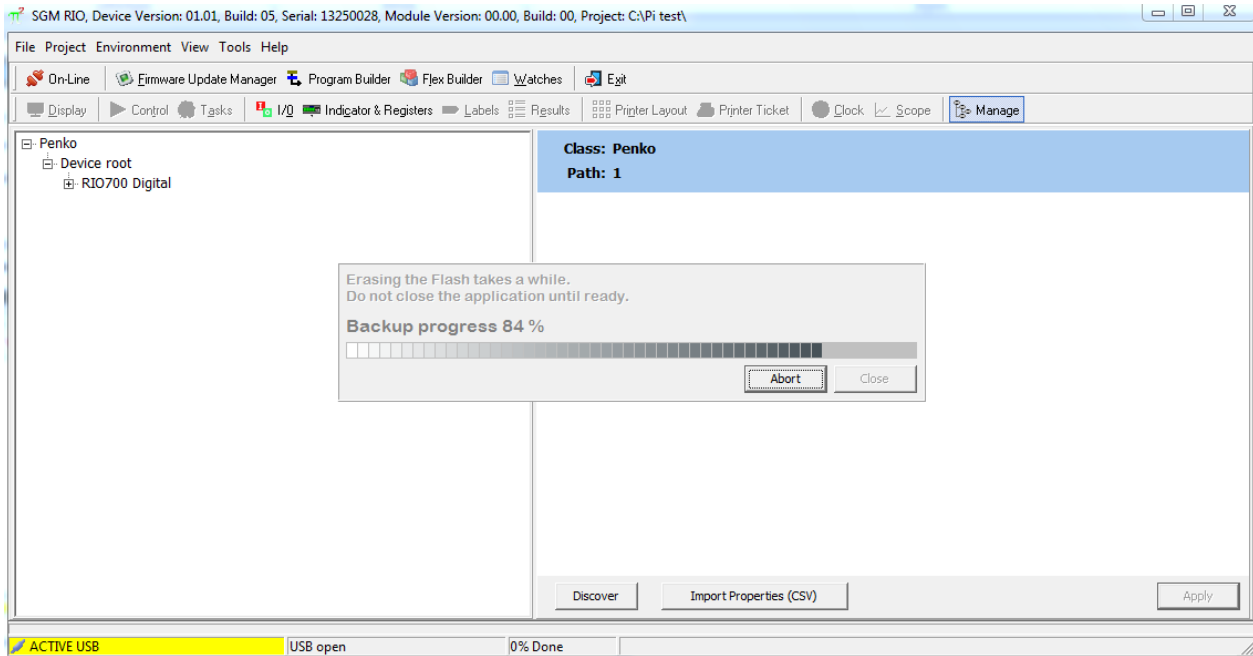 π² SGM RIO, Device Version: 01.01, Build: 05, Serial: 13250028, Module Version: 00.00, Build: 00, Project: C:\Pi test\
File Project Environment View Tools Help
On-Line Firmware Update Manager Program Builder Flex Builder Watches Exit
Display Control Tasks I/O Indicator & Registers Labels Results Printer Layout Printer Ticket Clock Scope Manage
Penko
Device root
RIO700 Digital
Class: Penko
Path: 1
Erasing the Flash takes a while.
Do not close the application until ready.
Backup progress 84 %
Abort Close
Discover Import Properties (CSV) Apply
ACTIVE USB USB open 0% Done